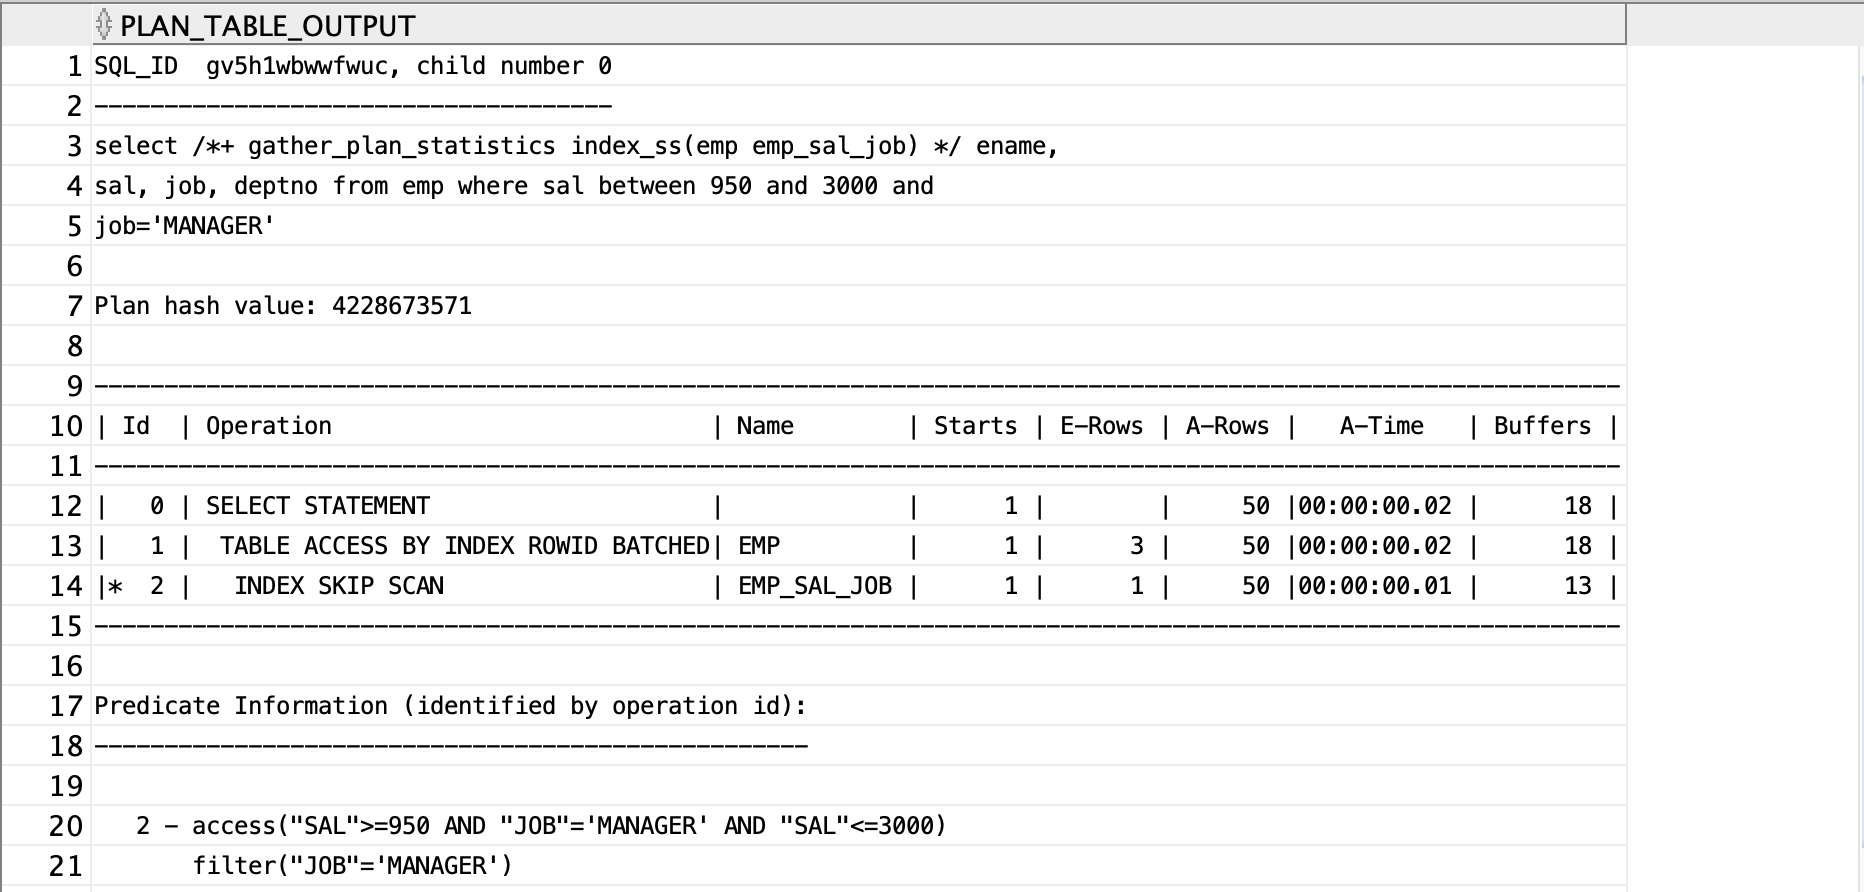 PLAN_TABLE_OUTPUT
1 SQL_ID  gv5h1wbwwfwuc, child number 0
2 -------------------------------------
3 select /*+ gather_plan_statistics index_ss(emp emp_sal_job) */ ename,
4 sal, job, deptno from emp where sal between 950 and 3000 and
5 job='MANAGER'
6
7 Plan hash value: 4228673571
8
9 -------------------------------------------------------------------------------------------------------------
10 | Id  | Operation                           | Name        | Starts | E-Rows | A-Rows |   A-Time   | Buffers |
11 -------------------------------------------------------------------------------------------------------------
12 |   0 | SELECT STATEMENT                    |             |      1 |        |     50 |00:00:00.02 |      18 |
13 |   1 |  TABLE ACCESS BY INDEX ROWID BATCHED| EMP         |      1 |      3 |     50 |00:00:00.02 |      18 |
14 |*  2 |   INDEX SKIP SCAN                   | EMP_SAL_JOB |      1 |      1 |     50 |00:00:00.01 |      13 |
15 -------------------------------------------------------------------------------------------------------------
16
17 Predicate Information (identified by operation id):
18 ---------------------------------------------------
19
20    2 - access("SAL">=950 AND "JOB"='MANAGER' AND "SAL"<=3000)
21        filter("JOB"='MANAGER')